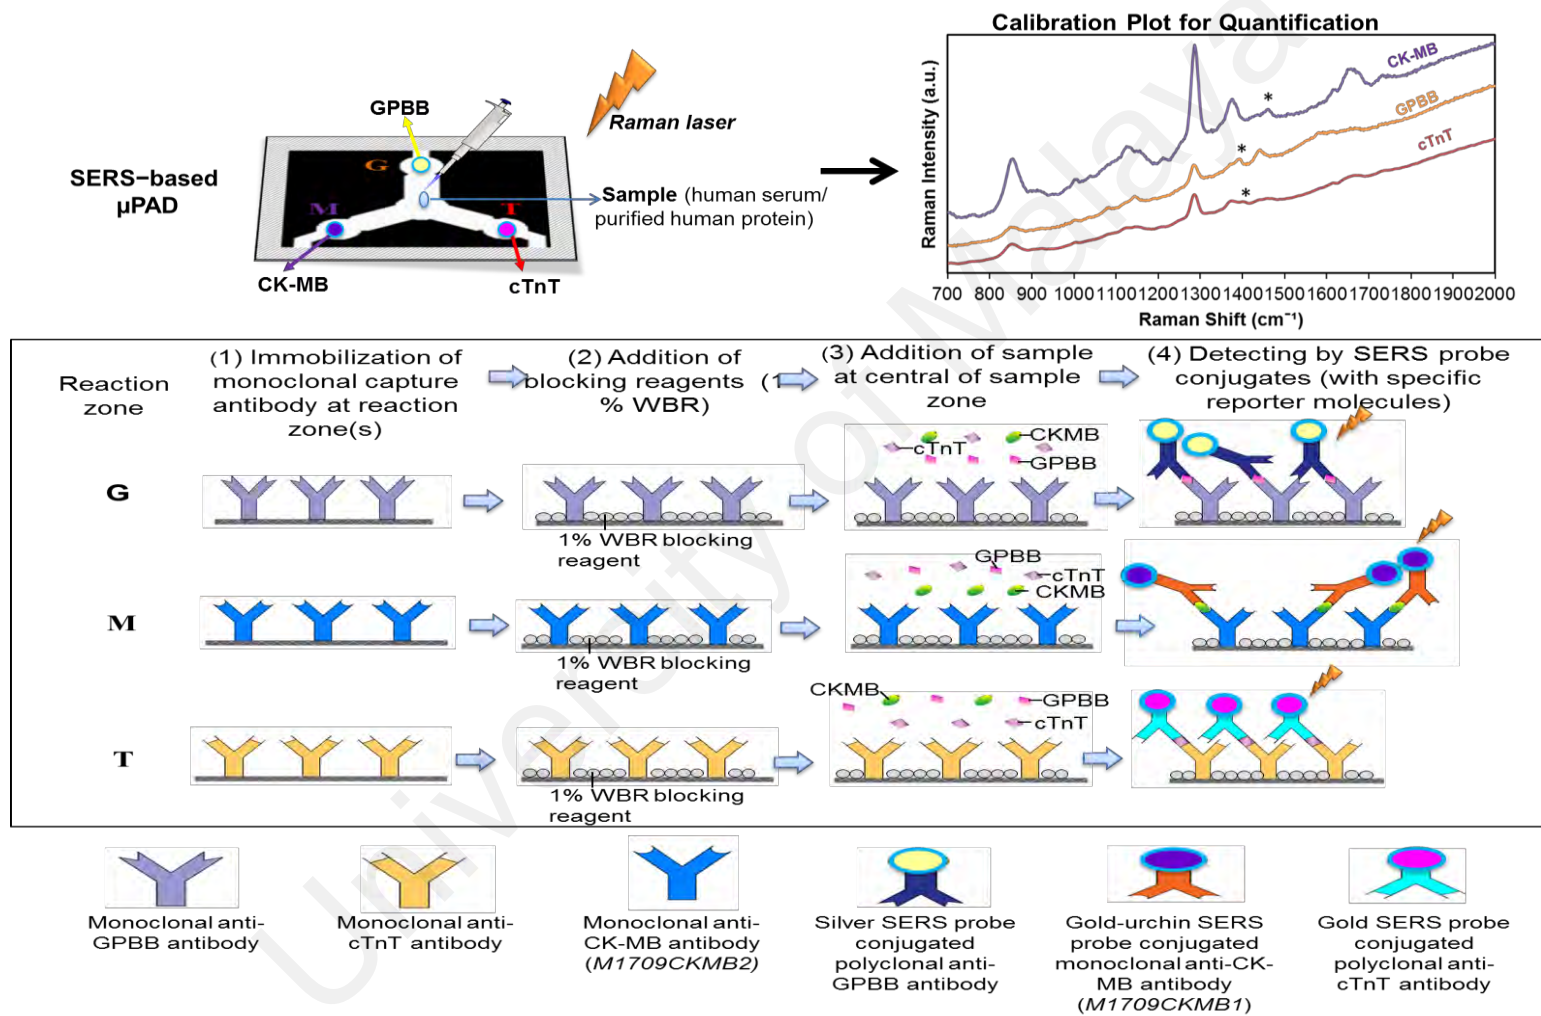 Calibration Plot for Quantification
GPBB
Raman laser
SERS−based
μPAD
G
M
T
Sample (human serum/
purified human protein)
CK-MB
cTnT
Raman Intensity (a.u.)
CK-MB
GPBB
cTnT
*
*
*
700 800 900 1000 1100 1200 1300 1400 1500 1600 1700 1800 1900 2000
Raman Shift (cm⁻¹)
Reaction
zone
(1) Immobilization of
monoclonal capture
antibody at reaction
zone(s)
(2) Addition of
blocking reagents (1
% WBR)
(3) Addition of sample
at central of sample
zone
(4) Detecting by SERS probe
conjugates (with specific
reporter molecules)
G
1% WBR blocking
reagent
CKMB
cTnT
GPBB
M
1% WBR blocking
reagent
GPBB
cTnT
CKMB
T
1% WBR blocking
reagent
CKMB
GPBB
cTnT
Monoclonal anti-
GPBB antibody
Monoclonal anti-
cTnT antibody
Monoclonal anti-
CK-MB antibody
(M1709CKMB2)
Silver SERS probe
conjugated
polyclonal anti-
GPBB antibody
Gold-urchin SERS
probe conjugated
monoclonal anti-CK-
MB antibody
(M1709CKMB1)
Gold SERS probe
conjugated
polyclonal anti-
cTnT antibody
University of Malaya